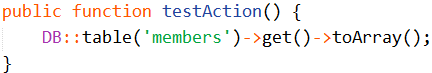 public function testAction() {
    DB::table('members')->get()->toArray();
}